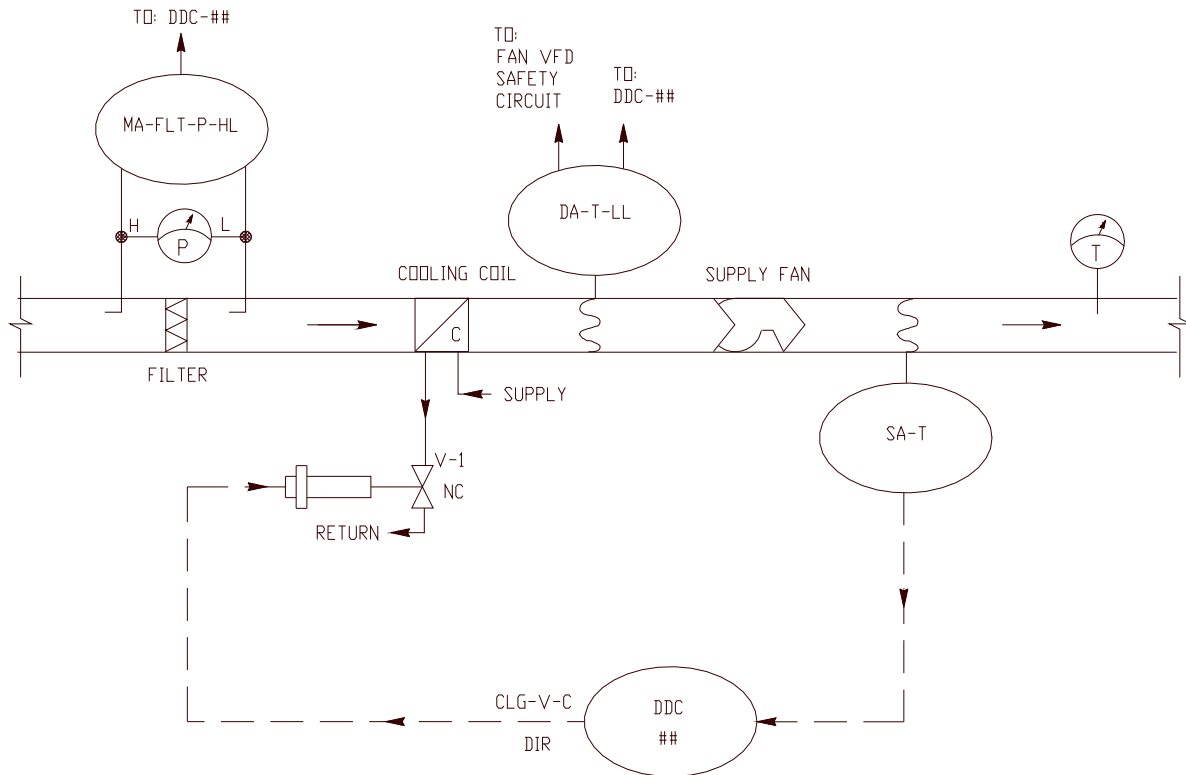 TO: DDC-##
MA-FLT-P-HL
H
P
L
TO:
FAN VFD
SAFETY
CIRCUIT
TO:
DDC-##
DA-T-LL
T
COOLING COIL
SUPPLY FAN
C
FILTER
SUPPLY
SA-T
V-1
NC
RETURN
CLG-V-C
DIR
DDC
##